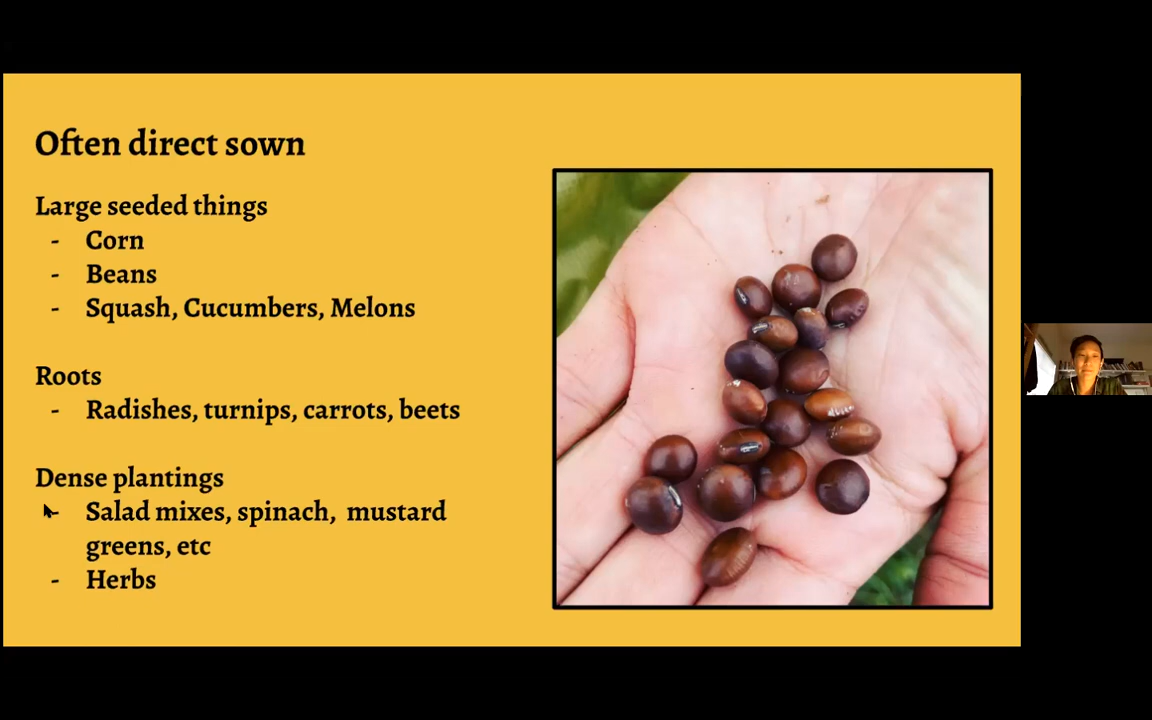 Often direct sown
Large seeded things
- Corn
- Beans
- Squash, Cucumbers, Melons
Roots
- Radishes, turnips, carrots, beets
Dense plantings
- Salad mixes, spinach, mustard
greens, etc
- Herbs